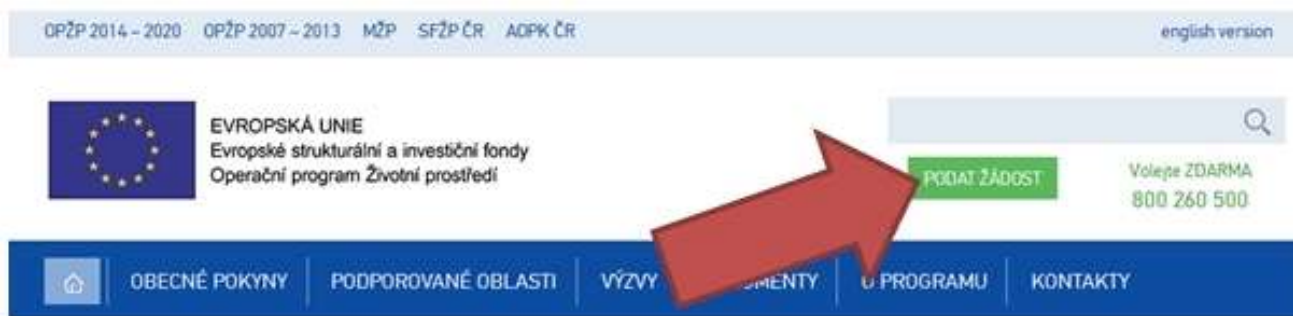 OPŽP 2014 – 2020 OPŽP 2007 – 2013 MŽP SFŽP ČR AOPK ČR english version
EVROPSKÁ UNIE
Evropské strukturální a investiční fondy
Operační program Životní prostředí
PODAT ŽÁDOST
Volejte ZDARMA
800 260 500
OBECNÉ POKYNY PODPOROVANÉ OBLASTI VÝZVY PROGRAMU KONTAKTY